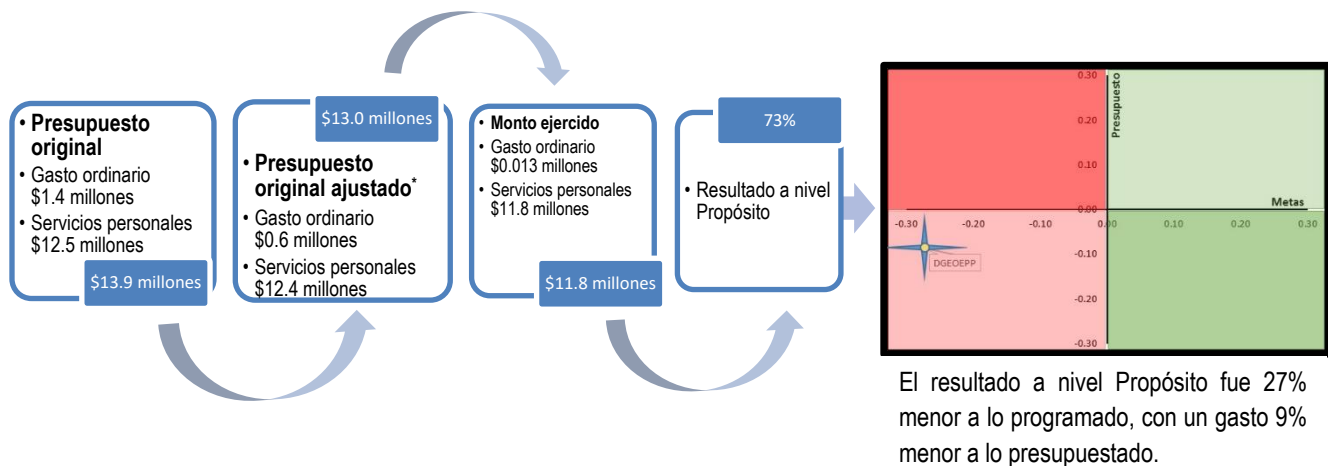 • Presupuesto
original
• Gasto ordinario
$1.4 millones
• Servicios personales
$12.5 millones
$13.9 millones
$13.0 millones
• Presupuesto
original ajustado*
• Gasto ordinario
$0.6 millones
• Servicios personales
$12.4 millones
• Monto ejercido
• Gasto ordinario
$0.013 millones
• Servicios personales
$11.8 millones
$11.8 millones
73%
• Resultado a nivel
Propósito
0.30
0.20
0.10
0.00
-0.10
-0.20
-0.30
Presupuesto
Metas
-0.30 -0.20 -0.10 0.00 0.10 0.20 0.30
DGEOEPP
El resultado a nivel Propósito fue 27%
menor a lo programado, con un gasto 9%
menor a lo presupuestado.